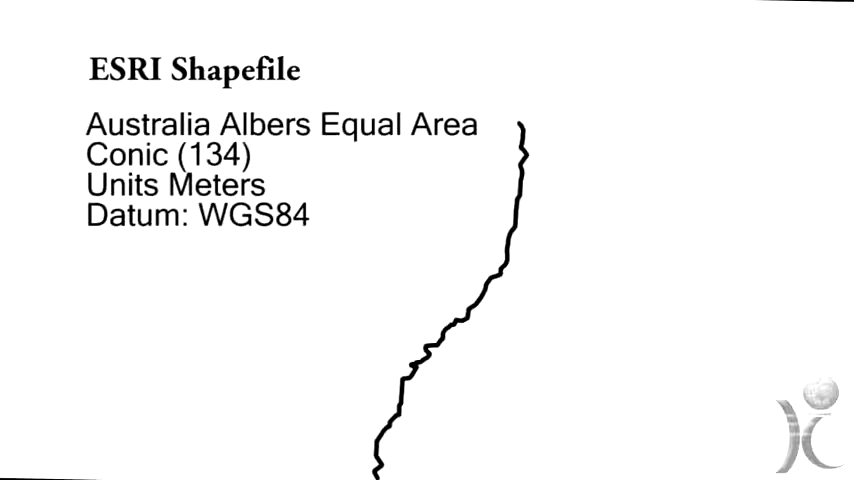 ESRI Shapefile
Australia Albers Equal Area
Conic (134)
Units Meters
Datum: WGS84